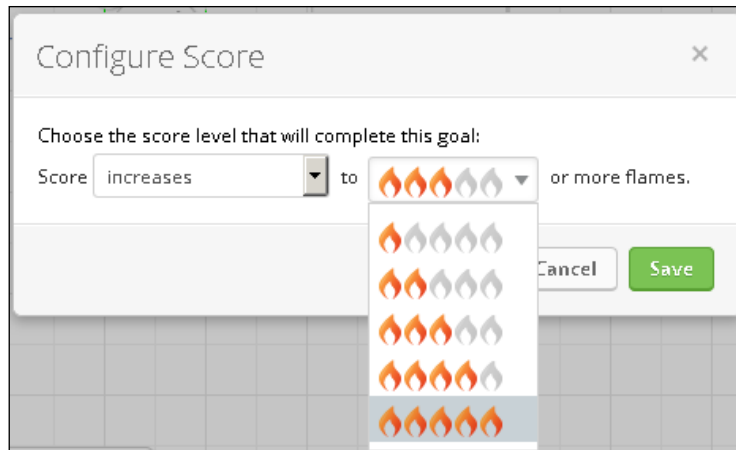 Configure Score
×
Choose the score level that will complete this goal:
Score increases to or more flames.
Cancel Save